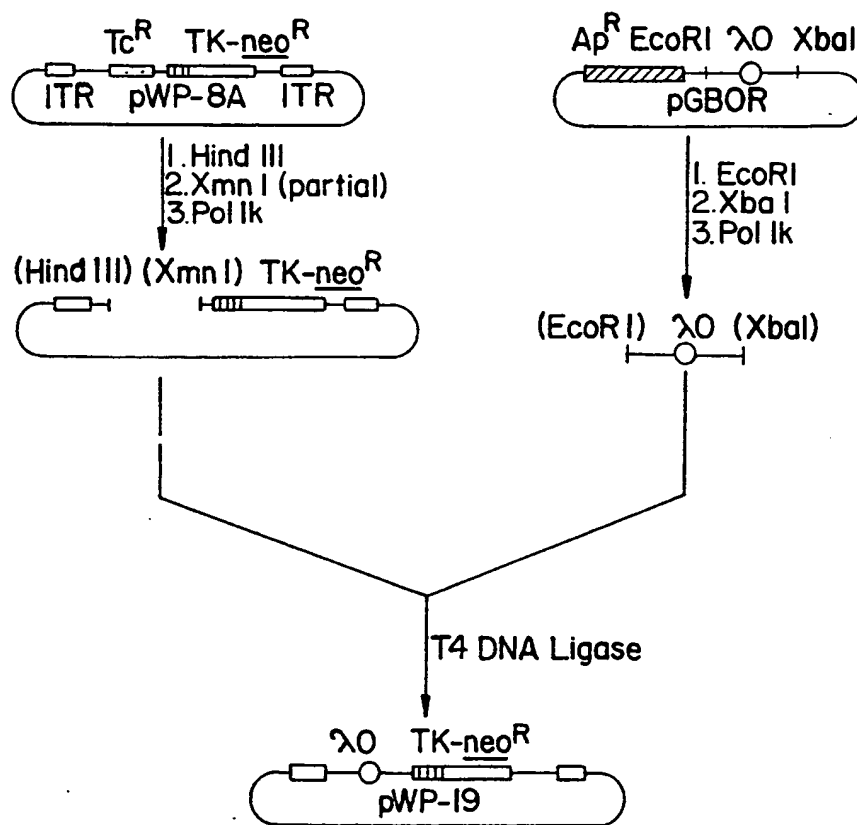 Tc^R TK-neo^R
ITR pWP-8A ITR
1. Hind III
2. Xmn I (partial)
3. Pol Ik
(Hind III) (Xmn I) TK-neo^R
Ap^R EcoRI λO XbaI
pGBOR
1. EcoRI
2. Xba I
3. Pol Ik
(EcoR I) λO (XbaI)
T4 DNA Ligase
λO TK-neo^R
pWP-19